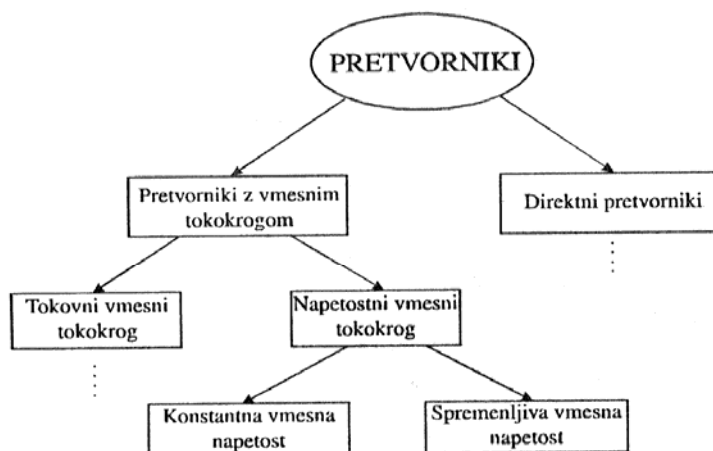 PRETVORNIKI
Pretvorniki z vmesnim
tokokrogom
Direktni pretvorniki
Tokovni vmesni
tokokrog
Napetostni vmesni
tokokrog
Konstantna vmesna
napetost
Spremenljiva vmesna
napetost